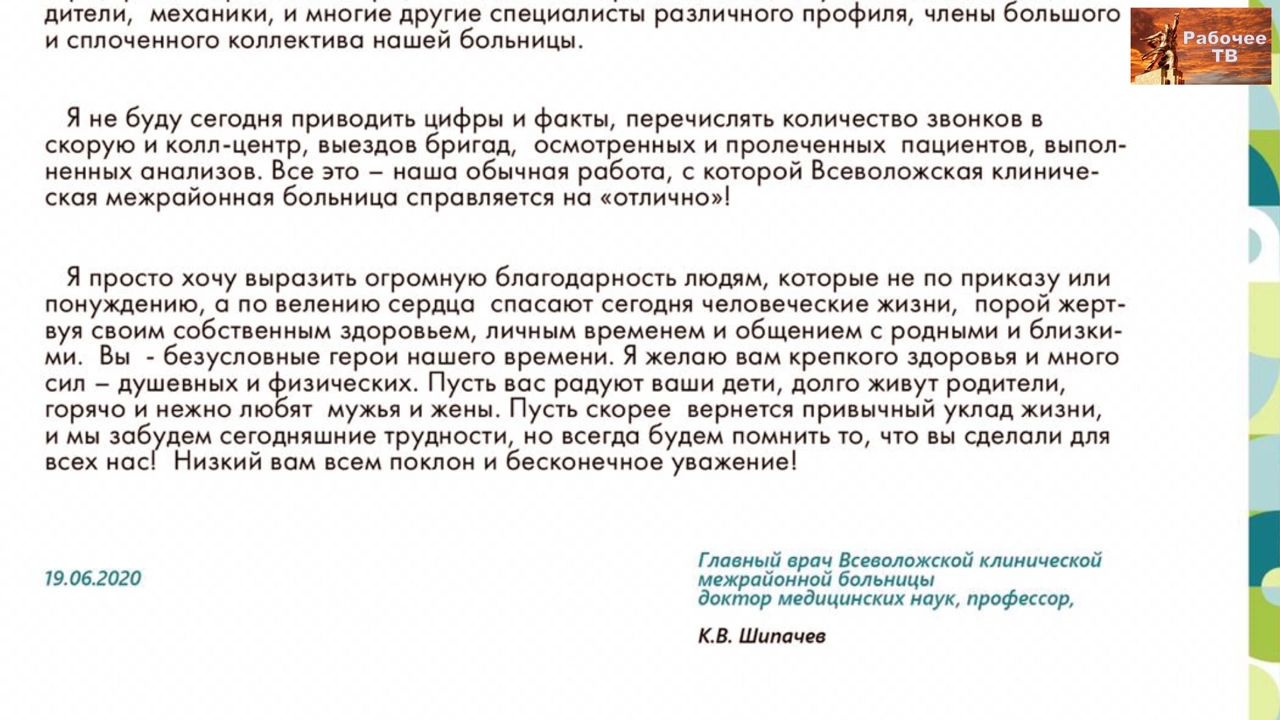 дители,  механики, и многие другие специалисты различного профиля, члены большого
и сплоченного коллектива нашей больницы.
Рабочее
ТВ
Я не буду сегодня приводить цифры и факты, перечислять количество звонков в
скорую и колл-центр, выездов бригад,  осмотренных и пролеченных  пациентов, выпол-
ненных анализов. Все это – наша обычная работа, с которой Всеволожская клиниче-
ская межрайонная больница справляется на «отлично»!
Я просто хочу выразить огромную благодарность людям, которые не по приказу или
понуждению, а по велению сердца  спасают сегодня человеческие жизни,  порой жерт-
вуя своим собственным здоровьем, личным временем и общением с родными и близки-
ми.  Вы  - безусловные герои нашего времени. Я желаю вам крепкого здоровья и много
сил – душевных и физических. Пусть вас радуют ваши дети, долго живут родители,
горячо и нежно любят  мужья и жены. Пусть скорее  вернется привычный уклад жизни,
и мы забудем сегодняшние трудности, но всегда будем помнить то, что вы сделали для
всех нас!  Низкий вам всем поклон и бесконечное уважение!
19.06.2020
Главный врач Всеволожской клинической
межрайонной больницы
доктор медицинских наук, профессор,
К.В. Шипачев